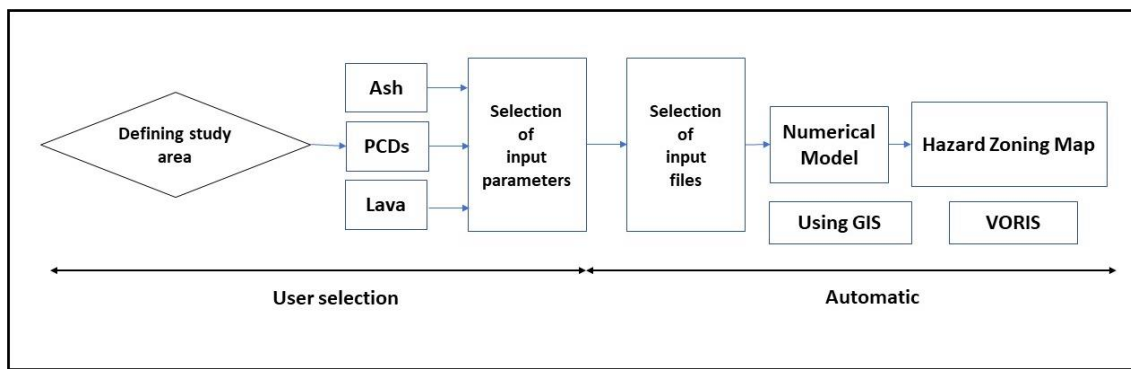 Defining study
area
Ash
PCDs
Lava
Selection
of
input
parameters
Selection
of
input
files
Numerical
Model
Hazard Zoning Map
Using GIS
VORIS
User selection
Automatic